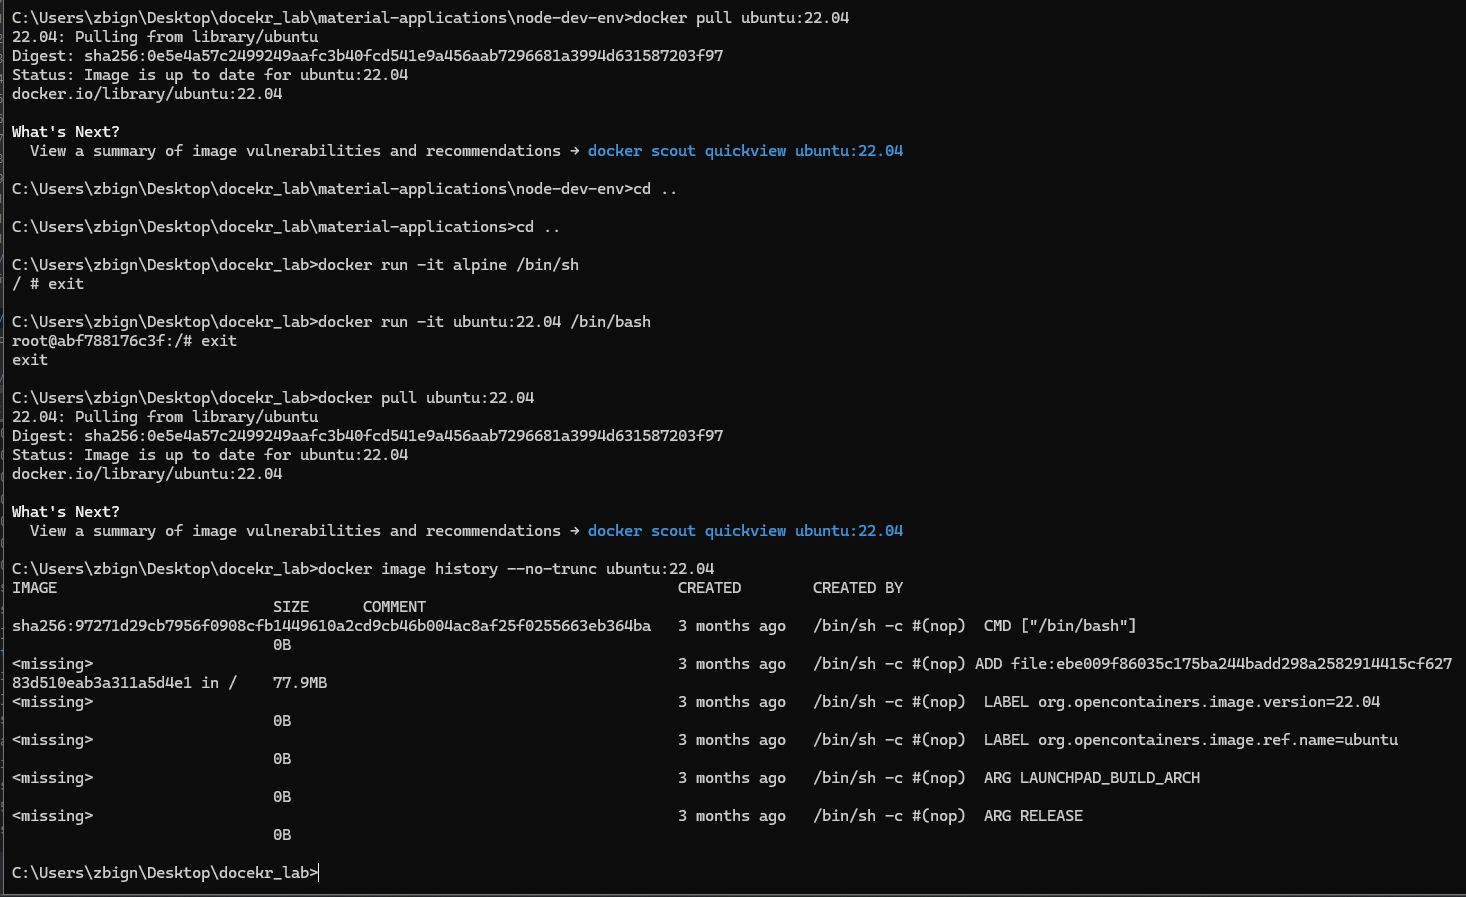 C:\Users\zbign\Desktop\docekr_lab\material-applications\node-dev-env>docker pull ubuntu:22.04
22.04: Pulling from library/ubuntu
Digest: sha256:0e5e4a57c2499249aafc3b40fcd541e9a456aab7296681a3994d631587203f97
Status: Image is up to date for ubuntu:22.04
docker.io/library/ubuntu:22.04
What's Next?
View a summary of image vulnerabilities and recommendations → docker scout quickview ubuntu:22.04
C:\Users\zbign\Desktop\docekr_lab\material-applications\node-dev-env>cd ..
C:\Users\zbign\Desktop\docekr_lab\material-applications>cd ..
C:\Users\zbign\Desktop\docekr_lab>docker run -it alpine /bin/sh
/ # exit
C:\Users\zbign\Desktop\docekr_lab>docker run -it ubuntu:22.04 /bin/bash
root@abf788176c3f:/# exit
exit
C:\Users\zbign\Desktop\docekr_lab>docker pull ubuntu:22.04
22.04: Pulling from library/ubuntu
Digest: sha256:0e5e4a57c2499249aafc3b40fcd541e9a456aab7296681a3994d631587203f97
Status: Image is up to date for ubuntu:22.04
docker.io/library/ubuntu:22.04
What's Next?
View a summary of image vulnerabilities and recommendations → docker scout quickview ubuntu:22.04
C:\Users\zbign\Desktop\docekr_lab>docker image history --no-trunc ubuntu:22.04
IMAGE CREATED CREATED BY
SIZE COMMENT
sha256:97271d29cb7956f0908cfb1449610a2cd9cb46b004ac8af25f0255663eb364ba 3 months ago /bin/sh -c #(nop) CMD ["/bin/bash"]
0B
<missing> 3 months ago /bin/sh -c #(nop) ADD file:ebe009f86035c175ba244badd298a2582914415cf627
83d510eab3a311a5d4e1 in / 77.9MB
<missing> 3 months ago /bin/sh -c #(nop) LABEL org.opencontainers.image.version=22.04
0B
<missing> 3 months ago /bin/sh -c #(nop) LABEL org.opencontainers.image.ref.name=ubuntu
0B
<missing> 3 months ago /bin/sh -c #(nop) ARG LAUNCHPAD_BUILD_ARCH
0B
<missing> 3 months ago /bin/sh -c #(nop) ARG RELEASE
0B
C:\Users\zbign\Desktop\docekr_lab>